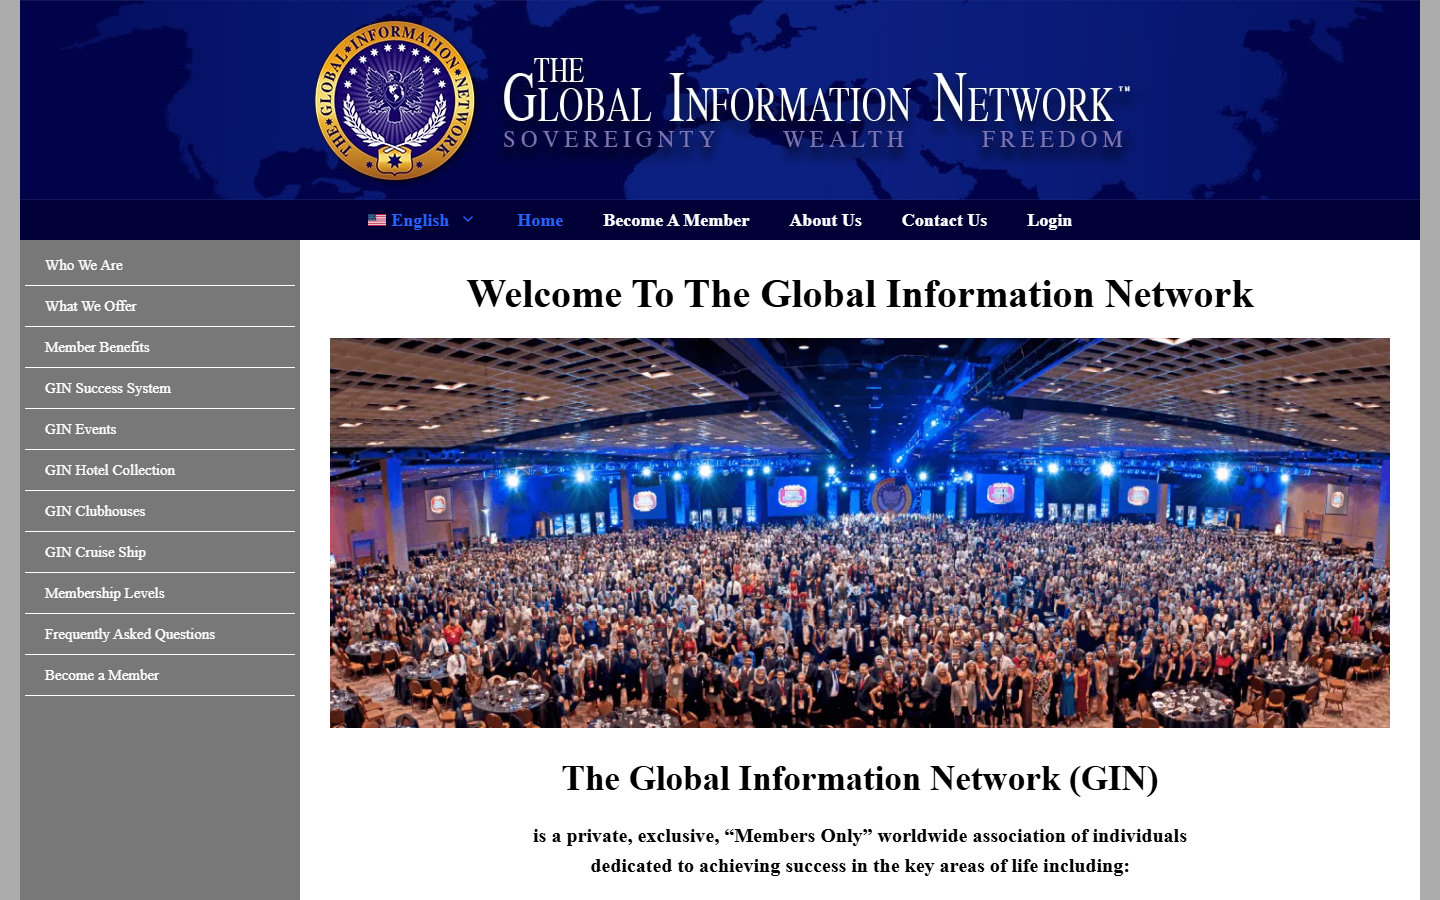 THE GLOBAL INFORMATION NETWORK
THE
GLOBAL INFORMATION NETWORK™
SOVEREIGNTY WEALTH FREEDOM
English Home Become A Member About Us Contact Us Login
Who We Are
What We Offer
Member Benefits
GIN Success System
GIN Events
GIN Hotel Collection
GIN Clubhouses
GIN Cruise Ship
Membership Levels
Frequently Asked Questions
Become a Member
Welcome To The Global Information Network
The Global Information Network (GIN)
is a private, exclusive, “Members Only” worldwide association of individuals
dedicated to achieving success in the key areas of life including: